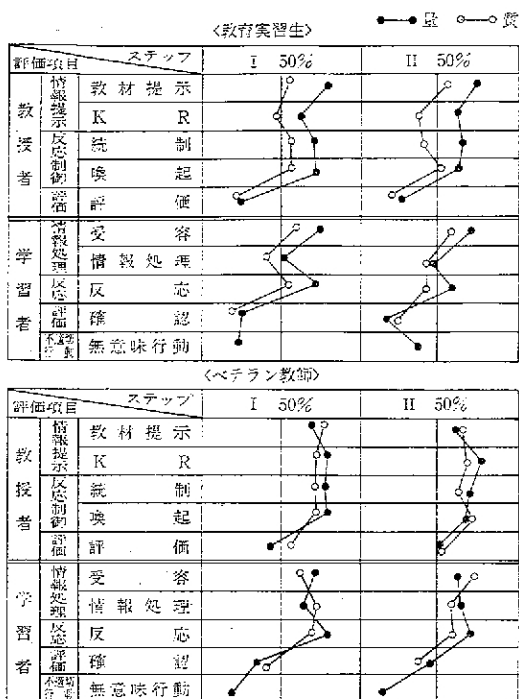 ●—● 量 ○—○ 質
〈教育実習生〉
評価項目 ステップ I 50% II 50%
教授者 情報提示 教材提示
K R
反応制御 統制
喚起
評価 評価
学習者 情報処理 受容
情報処理
反応 反応
評価 確認
不適切行動 無意味行動
〈ベテラン教師〉
評価項目 ステップ I 50% II 50%
教授者 情報提示 教材提示
K R
反応制御 統制
喚起
評価 評価
学習者 情報処理 受容
情報処理
反応 反応
評価 確認
無意味行動